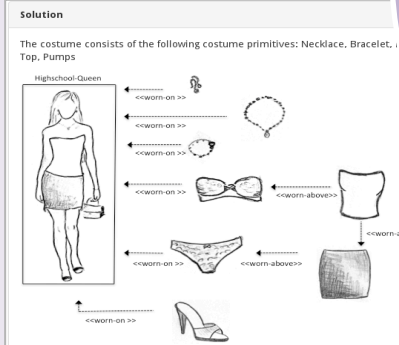 Solution
The costume consists of the following costume primitives: Necklace, Bracelet,
Top, Pumps
Highschool-Queen
<<worn-on >>
<<worn-on >>
<<worn-on >>
<<worn-on >>
<<worn-above>>
<<worn-
<<worn-on >>
<<worn-above>>
<<worn-on >>